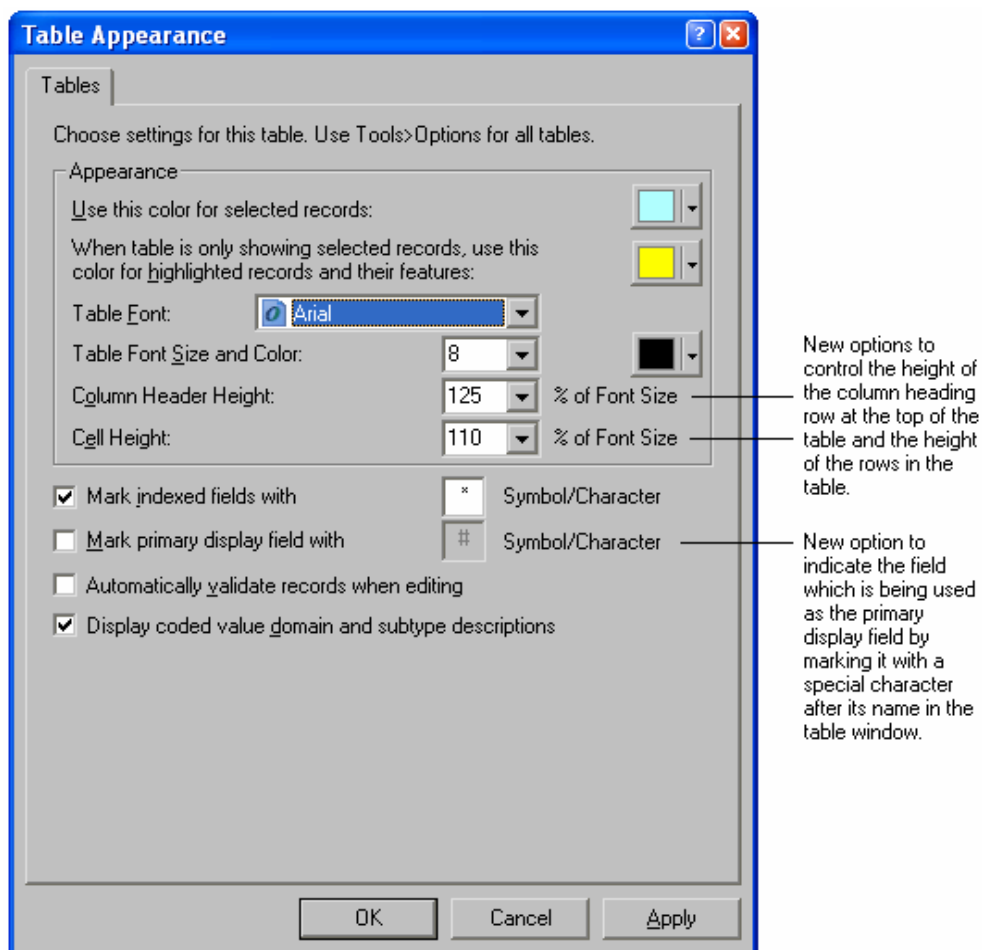 Table Appearance
Tables
Choose settings for this table. Use Tools>Options for all tables.
Appearance
Use this color for selected records:
When table is only showing selected records, use this
color for highlighted records and their features:
Table Font:
Arial
Table Font Size and Color:
8
Column Header Height:
125
% of Font Size
Cell Height:
110
% of Font Size
Mark indexed fields with
*
Symbol/Character
Mark primary display field with
#
Symbol/Character
Automatically validate records when editing
Display coded value domain and subtype descriptions
OK
Cancel
Apply
New options to
control the height of
the column heading
row at the top of the
table and the height
of the rows in the
table.
New option to
indicate the field
which is being used
as the primary
display field by
marking it with a
special character
after its name in the
table window.